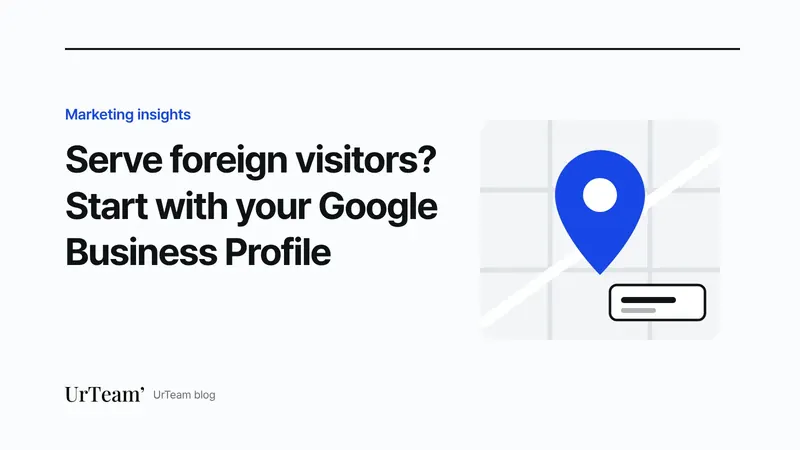 Marketing insights
Serve foreign visitors?
Start with your Google
Business Profile
UrTeam’ UrTeam blog